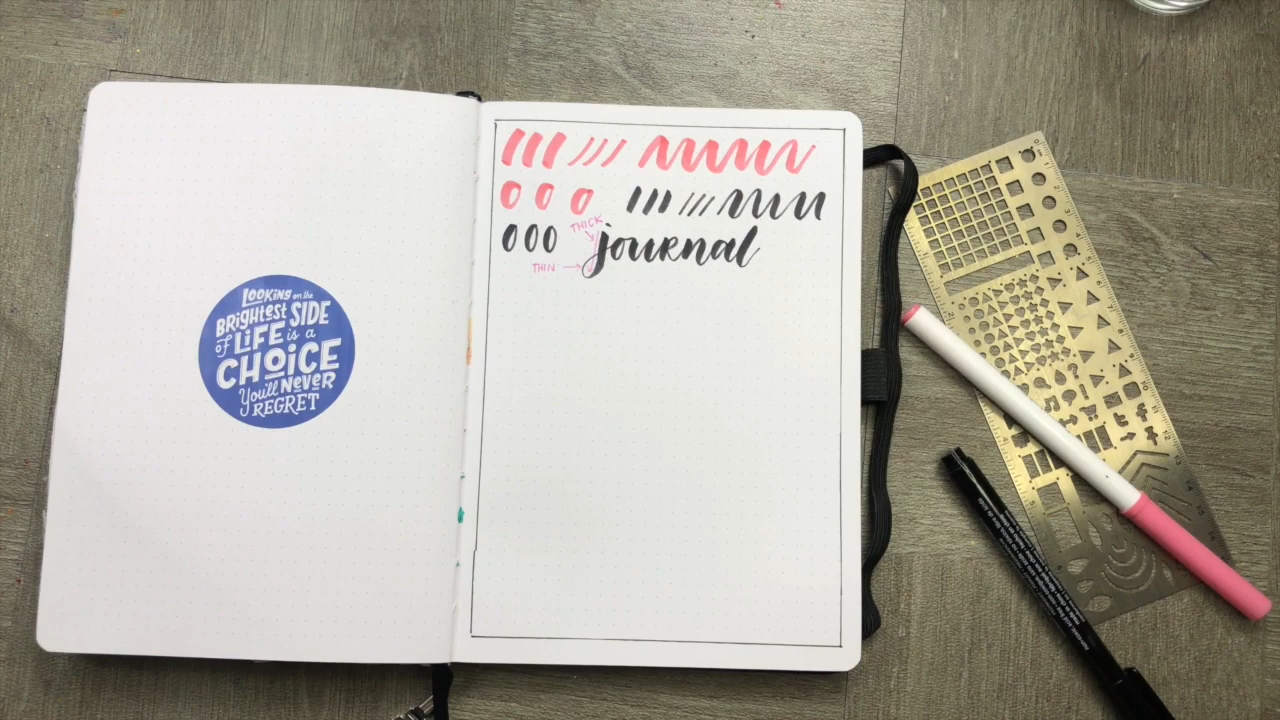 LOOKING on the
BRIGHTEST SIDE
of LIFE is a
CHOICE
You'll NEVER
REGRET
THICK
journal
THIN